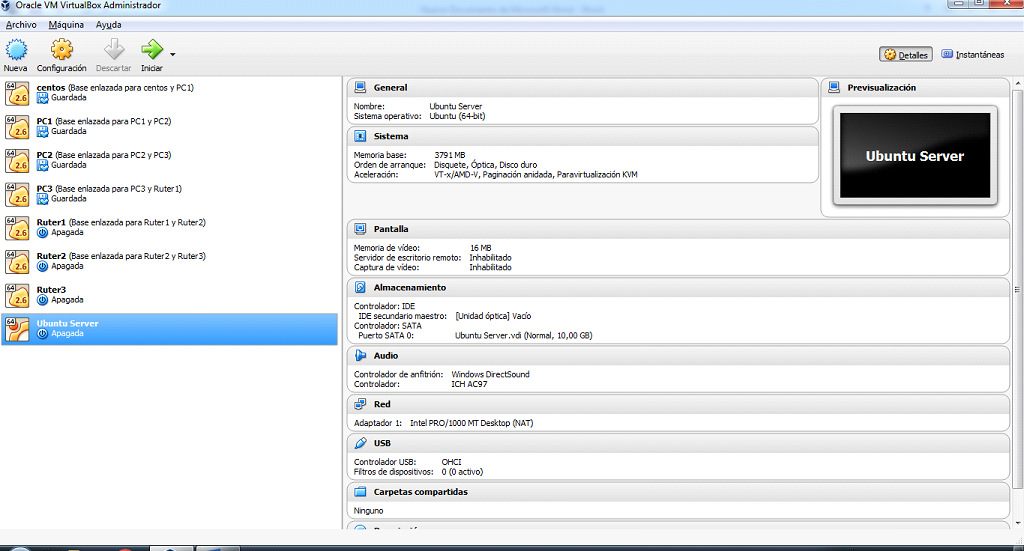 Oracle VM VirtualBox Administrador
Archivo Máquina Ayuda
Nueva Configuración Descartar Iniciar
Detalles Instantáneas
64 2.6 centos (Base enlazada para centos y PC1)
Guardada
64 2.6 PC1 (Base enlazada para PC1 y PC2)
Guardada
64 2.6 PC2 (Base enlazada para PC2 y PC3)
Guardada
64 2.6 PC3 (Base enlazada para PC3 y Ruter1)
Guardada
64 2.6 Ruter1 (Base enlazada para Ruter1 y Ruter2)
Apagada
64 2.6 Ruter2 (Base enlazada para Ruter2 y Ruter3)
Apagada
64 2.6 Ruter3
Apagada
64 Ubuntu Server
Apagada
General
Nombre: Ubuntu Server
Sistema operativo: Ubuntu (64-bit)
Sistema
Memoria base: 3791 MB
Orden de arranque: Disquete, Óptica, Disco duro
Aceleración: VT-x/AMD-V, Paginación anidada, Paravirtualización KVM
Previsualización
Ubuntu Server
Pantalla
Memoria de vídeo: 16 MB
Servidor de escritorio remoto: Inhabilitado
Captura de vídeo: Inhabilitado
Almacenamiento
Controlador: IDE
IDE secundario maestro: [Unidad óptica] Vacío
Controlador: SATA
Puerto SATA 0: Ubuntu Server.vdi (Normal, 10,00 GB)
Audio
Controlador de anfitrión: Windows DirectSound
Controlador: ICH AC97
Red
Adaptador 1: Intel PRO/1000 MT Desktop (NAT)
USB
Controlador USB: OHCI
Filtros de dispositivos: 0 (0 activo)
Carpetas compartidas
Ninguno